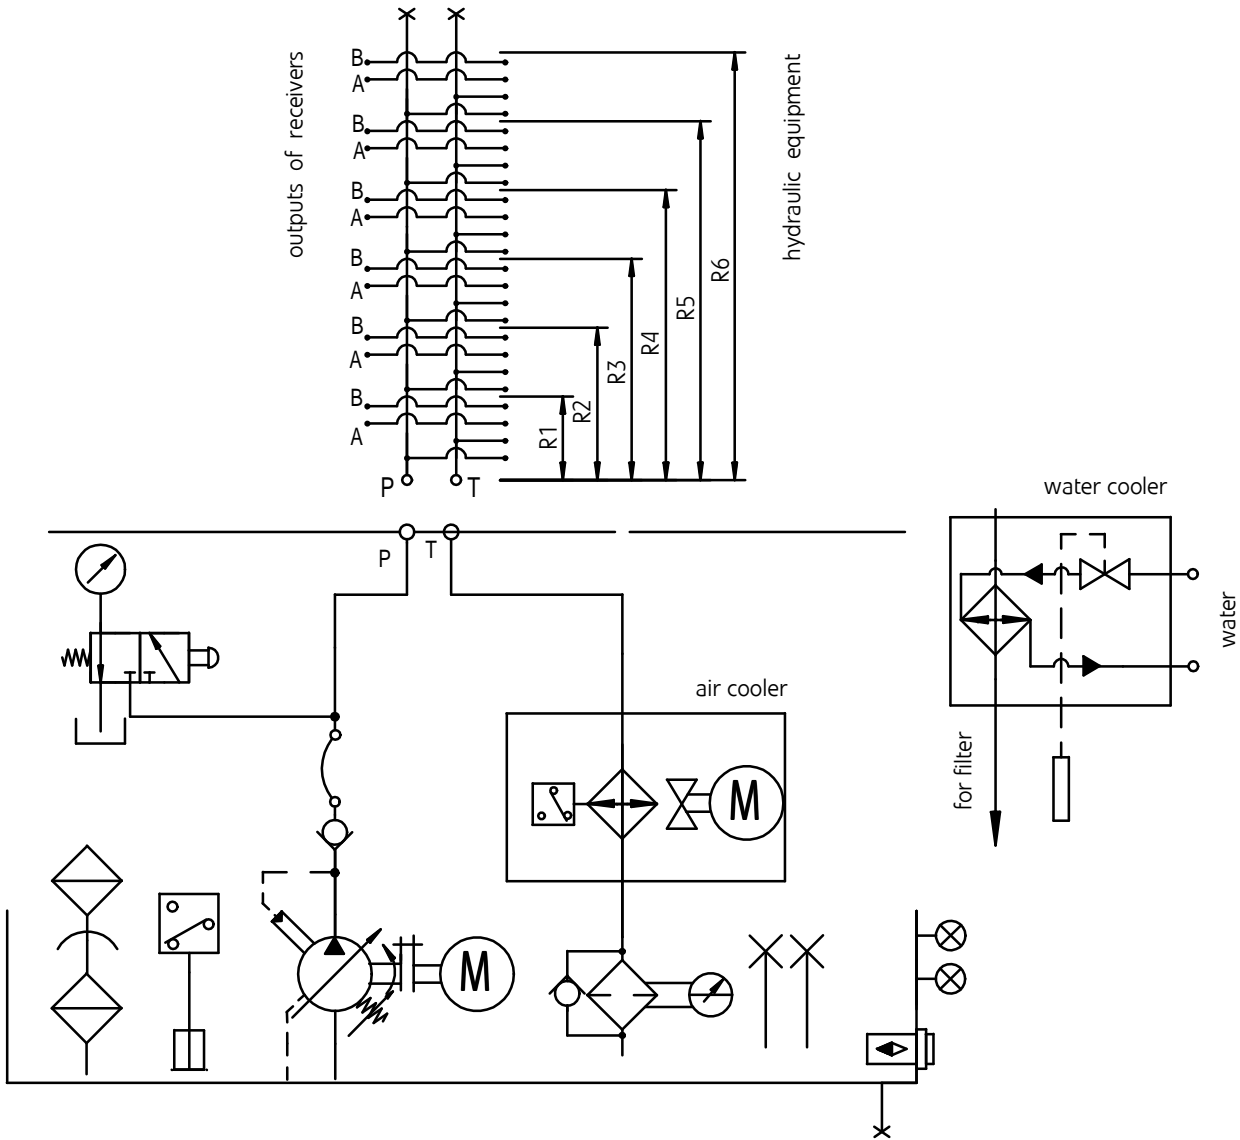 outputs of receivers
hydraulic equipment
B
A
B
A
B
A
B
A
B
A
B
A
R6
R5
R4
R3
R2
R1
P
T
P
T
water cooler
water
for filter
air cooler
M
M